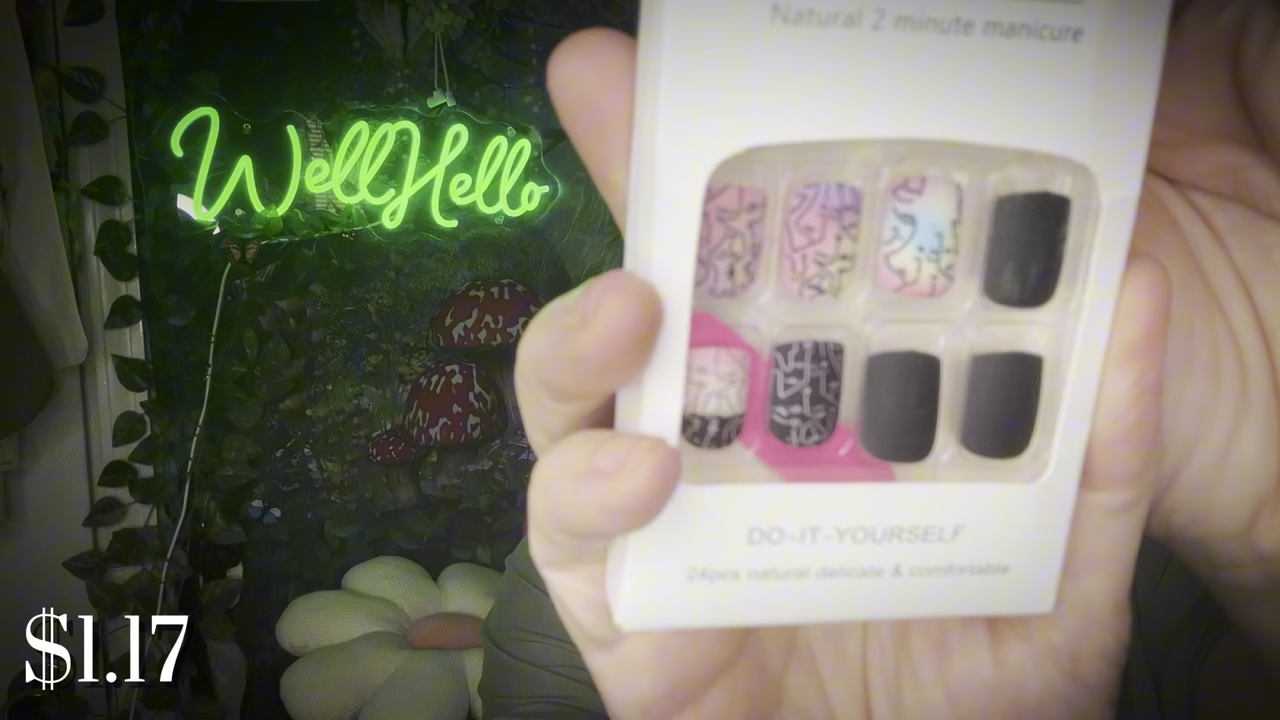 Natural 2 minute manicure
WellHello
DO-IT-YOURSELF
24pcs natural delicate & comfortable
$1.17